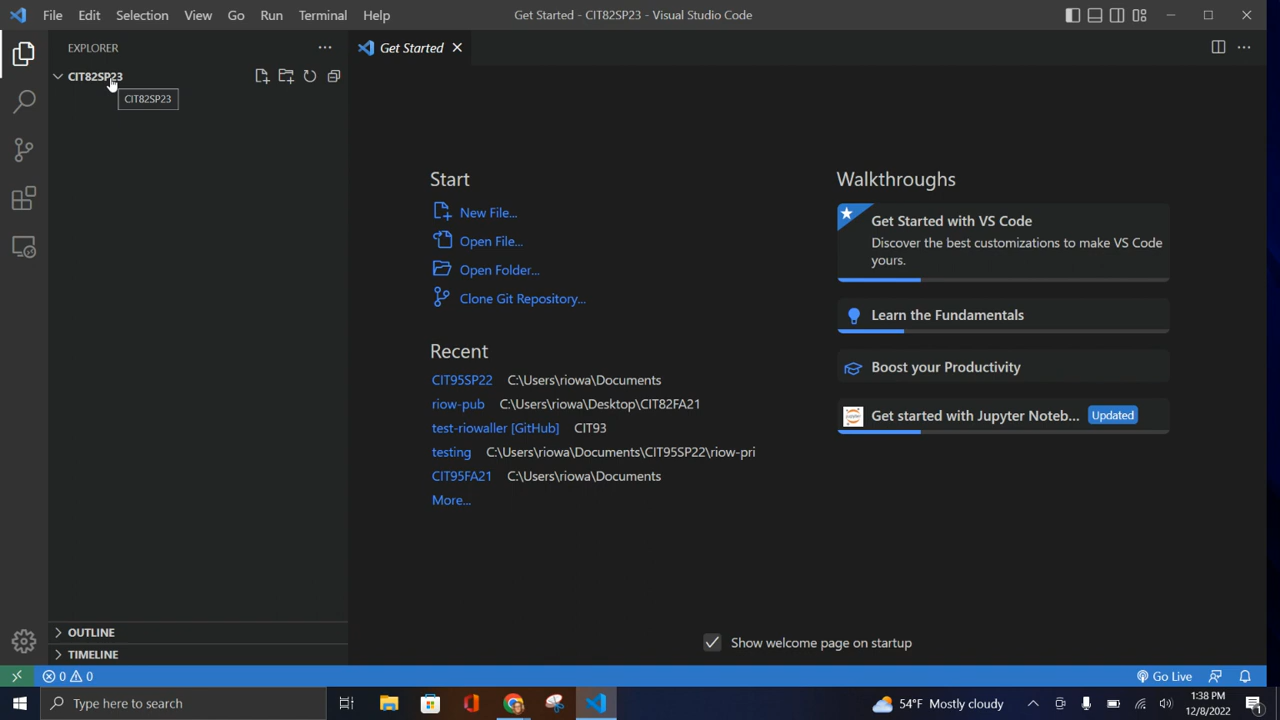 File Edit Selection View Go Run Terminal Help
Get Started - CIT82SP23 - Visual Studio Code
EXPLORER
Get Started
CIT82SP23
CIT82SP23
Start
New File...
Open File...
Open Folder...
Clone Git Repository...
Recent
CIT95SP22 C:\Users\riowa\Documents
riow-pub C:\Users\riowa\Desktop\CIT82FA21
test-riowaller [GitHub] CIT93
testing C:\Users\riowa\Documents\CIT95SP22\riow-pri
CIT95FA21 C:\Users\riowa\Documents
More...
Walkthroughs
Get Started with VS Code
Discover the best customizations to make VS Code
yours.
Learn the Fundamentals
Boost your Productivity
Get started with Jupyter Noteb... Updated
Show welcome page on startup
OUTLINE
TIMELINE
0 0
Go Live
Type here to search
54°F Mostly cloudy
1:38 PM
12/8/2022
1